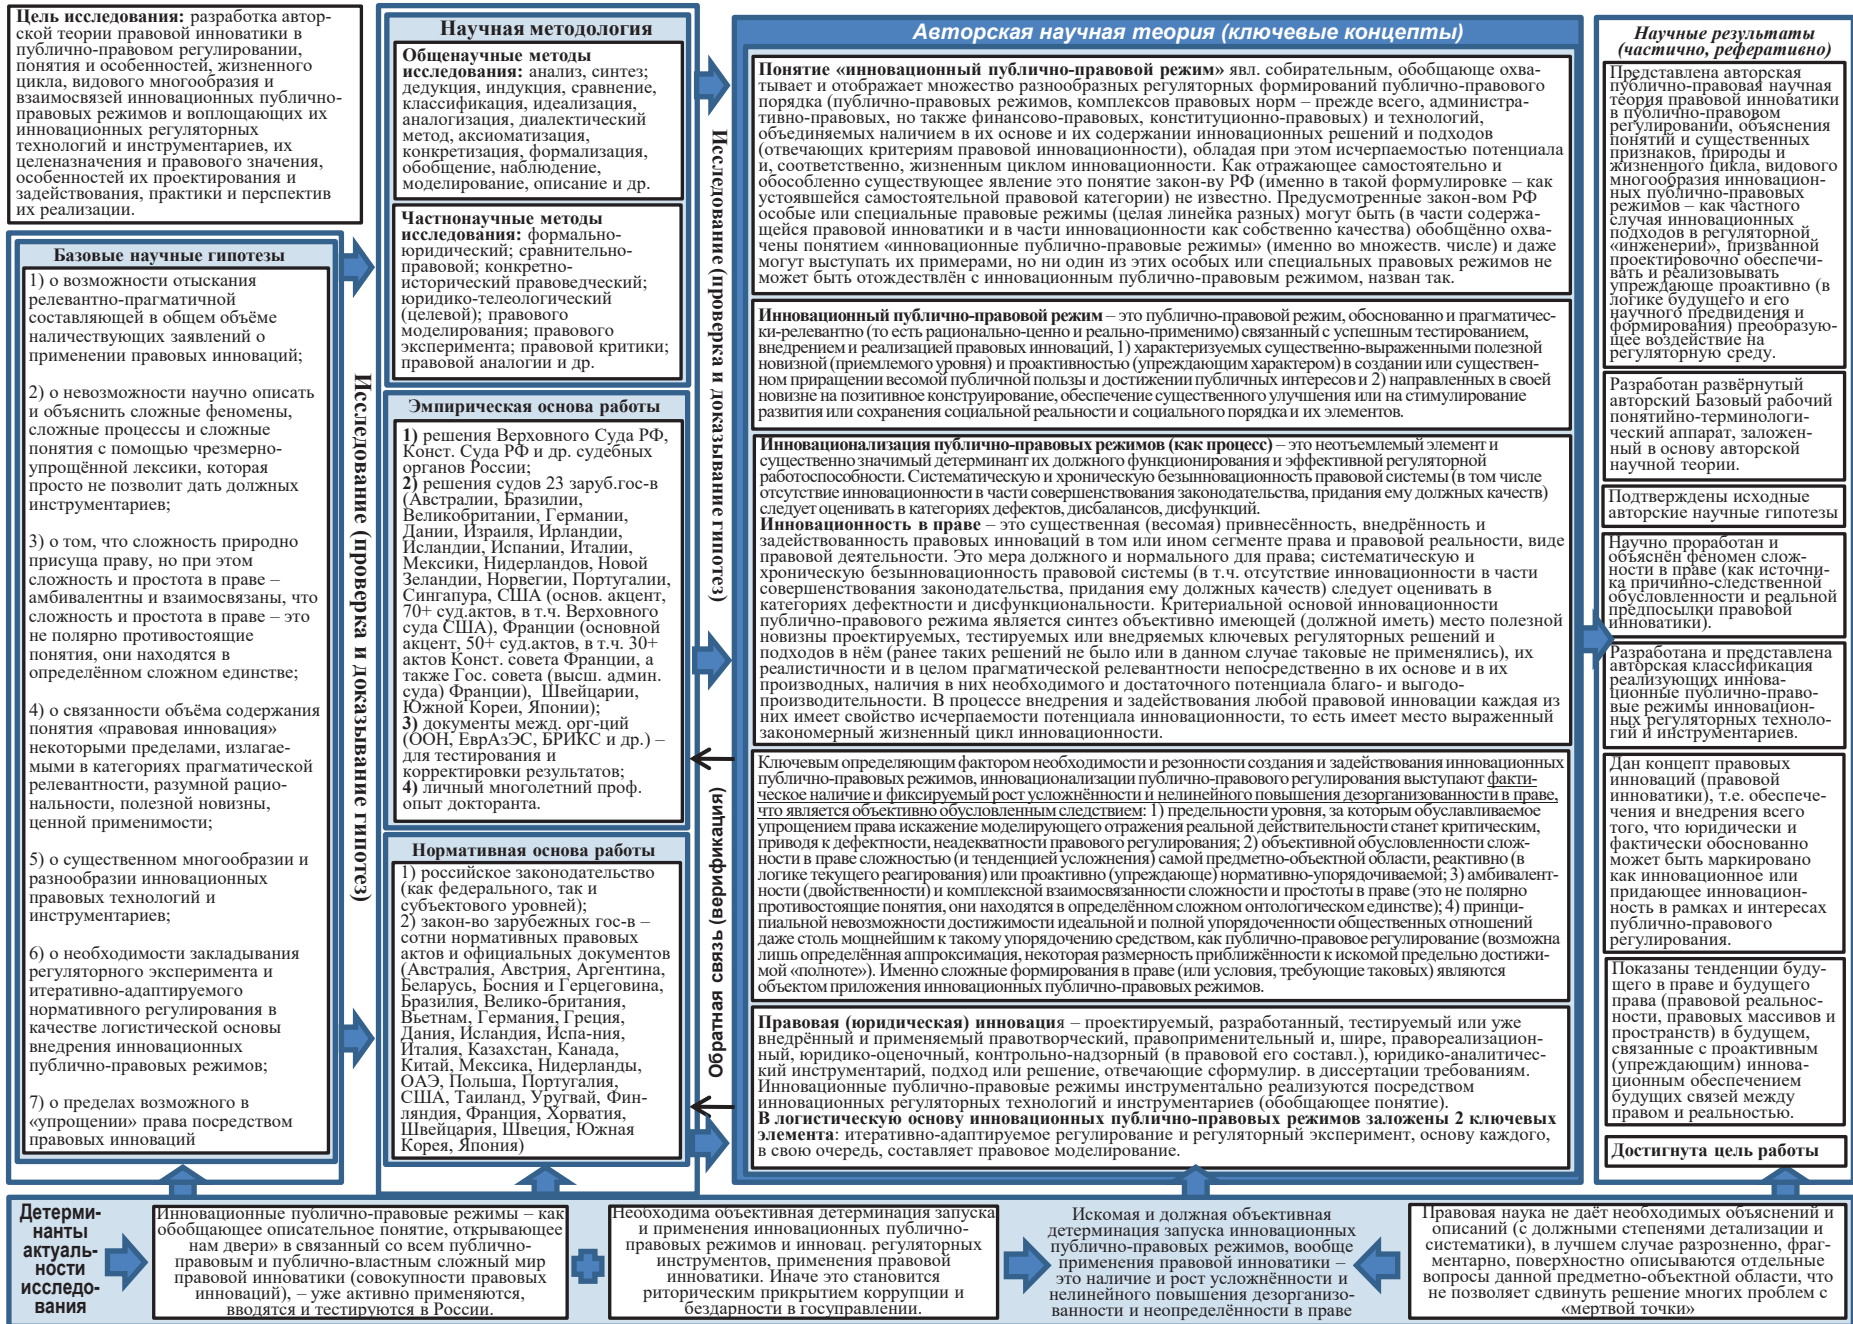 Цель исследования: разработка автор-
ской теории правовой инноватики в
публично-правовом регулировании,
понятия и особенностей, жизненного
цикла, видового многообразия и
взаимосвязей инновационных публично-
правовых режимов и воплощающих их
инновационных регуляторных
технологий и инструментариев, их
целеназначения и правового значения,
особенностей их проектирования и
задействования, практики и перспектив
их реализации.
Базовые научные гипотезы
1) о возможности отыскания
релевантно-прагматичной
составляющей в общем объёме
наличествующих заявлений о
применении правовых инноваций;
2) о невозможности научно описать
и объяснить сложные феномены,
сложные процессы и сложные
понятия с помощью чрезмерно-
упрощённой лексики, которая
просто не позволит дать должных
инструментариев;
3) о том, что сложность природно
присуща праву, но при этом
сложность и простота в праве –
амбивалентны и взаимосвязаны, что
сложность и простота в праве – это
не полярно противостоящие
понятия, они находятся в
определённом сложном единстве;
4) о связанности объёма содержания
понятия «правовая инновация»
некоторыми пределами, излагае-
мыми в категориях прагматической
релевантности, разумной рацио-
нальности, полезной новизны,
ценной применимости;
5) о существенном многообразии и
разнообразии инновационных
правовых технологий и
инструментариев;
6) о необходимости закладывания
регуляторного эксперимента и
итеративно-адаптируемого
нормативного регулирования в
качестве логистической основы
внедрения инновационных
публично-правовых режимов;
7) о пределах возможного в
«упрощении» права посредством
правовых инноваций
Исследование (проверка и доказывание гипотез)
Научная методология
Общенаучные методы
исследования: анализ, синтез;
дедукция, индукция, сравнение,
классификация, идеализация,
аналогизация, диалектический
метод, аксиоматизация,
конкретизация, формализация,
обобщение, наблюдение,
моделирование, описание и др.
Частнонаучные методы
исследования: формально-
юридический; сравнительно-
правовой; конкретно-
исторический правоведческий;
юридико-телеологический
(целевой); правового
моделирования; правового
эксперимента; правовой критики;
правовой аналогии и др.
Эмпирическая основа работы
1) решения Верховного Суда РФ,
Конст. Суда РФ и др. судебных
органов России;
2) решения судов 23 заруб.гос-в
(Австралии, Бразилии,
Великобритании, Германии,
Дании, Израиля, Ирландии,
Исландии, Испании, Италии,
Мексики, Нидерландов, Новой
Зеландии, Норвегии, Португалии,
Сингапура, США (основ. акцент,
70+ суд.актов, в т.ч. Верховного
суда США), Франции (основной
акцент, 50+ суд.актов, в т.ч. 30+
актов Конст. совета Франции, а
также Гос. совета (высш. админ.
суда) Франции), Швейцарии,
Южной Кореи, Японии);
3) документы межд. орг-ций
(ООН, ЕврАзЭС, БРИКС и др.) –
для тестирования и
корректировки результатов;
4) личный многолетний проф.
опыт докторанта.
Нормативная основа работы
1) российское законодательство
(как федерального, так и
субъектового уровней);
2) закон-во зарубежных гос-в –
сотни нормативных правовых
актов и официальных документов
(Австралия, Австрия, Аргентина,
Беларусь, Босния и Герцеговина,
Бразилия, Велико-британия,
Вьетнам, Германия, Греция,
Дания, Исландия, Испа-ния,
Италия, Казахстан, Канада,
Китай, Мексика, Нидерланды,
ОАЭ, Польша, Португалия,
США, Таиланд, Уругвай, Фин-
ляндия, Франция, Хорватия,
Швейцария, Швеция, Южная
Корея, Япония)
Исследование (проверка и доказывание гипотез)
Обратная связь (верификация)
Авторская научная теория (ключевые концепты)
Понятие «инновационный публично-правовой режим» явл. собирательным, обобщающе охва-
тывает и отображает множество разнообразных регуляторных формирований публично-правового
порядка (публично-правовых режимов, комплексов правовых норм – прежде всего, администра-
тивно-правовых, но также финансово-правовых, конституционно-правовых) и технологий,
объединяемых наличием в их основе и их содержании инновационных решений и подходов
(отвечающих критериям правовой инновационности), обладая при этом исчерпаемостью потенциала
и, соответственно, жизненным циклом инновационности. Как отражающее самостоятельно и
обособленно существующее явление это понятие закон-ву РФ (именно в такой формулировке – как
устоявшейся самостоятельной правовой категории) не известно. Предусмотренные закон-вом РФ
особые или специальные правовые режимы (целая линейка разных) могут быть (в части содержа-
щейся правовой инноватики и в части инновационности как собственно качества) обобщённо охва-
чены понятием «инновационные публично-правовые режимы» (именно во множеств. числе) и даже
могут выступать их примерами, но ни один из этих особых или специальных правовых режимов не
может быть отождествлён с инновационным публично-правовым режимом, назван так.
Инновационный публично-правовой режим – это публично-правовой режим, обоснованно и прагматичес-
ки-релевантно (то есть рационально-ценно и реально-применимо) связанный с успешным тестированием,
внедрением и реализацией правовых инноваций, 1) характеризуемых существенно-выраженными полезной
новизной (приемлемого уровня) и проактивностью (упреждающим характером) в создании или существен-
ном приращении весомой публичной пользы и достижении публичных интересов и 2) направленных в своей
новизне на позитивное конструирование, обеспечение существенного улучшения или на стимулирование
развития или сохранения социальной реальности и социального порядка и их элементов.
Инновационализация публично-правовых режимов (как процесс) – это неотъемлемый элемент и
существенно значимый детерминант их должного функционирования и эффективной регуляторной
работоспособности. Систематическую и хроническую безынновационность правовой системы (в том числе
отсутствие инновационности в части совершенствования законодательства, придания ему должных качеств)
следует оценивать в категориях дефектов, дисбалансов, дисфункций.
Инновационность в праве – это существенная (весомая) привнесённость, внедрённость и
задействованность правовых инноваций в том или ином сегменте права и правовой реальности, виде
правовой деятельности. Это мера должного и нормального для права; систематическую и
хроническую безынновационность правовой системы (в т.ч. отсутствие инновационности в части
совершенствования законодательства, придания ему должных качеств) следует оценивать в
категориях дефектности и дисфункциональности. Критериальной основой инновационности
публично-правового режима является синтез объективно имеющей (должной иметь) место полезной
новизны проектируемых, тестируемых или внедряемых ключевых регуляторных решений и
подходов в нём (ранее таких решений не было или в данном случае таковые не применялись), их
реалистичности и в целом прагматической релевантности непосредственно в их основе и в их
производных, наличия в них необходимого и достаточного потенциала благо- и выгодо-
производительности. В процессе внедрения и задействования любой правовой инновации каждая из
них имеет свойство исчерпаемости потенциала инновационности, то есть имеет место выраженный
закономерный жизненный цикл инновационности.
Ключевым определяющим фактором необходимости и резонности создания и задействования инновационных
публично-правовых режимов, инновационализации публично-правового регулирования выступают факти-
ческое наличие и фиксируемый рост усложнённости и нелинейного повышения дезорганизованности в праве,
что является объективно обусловленным следствием: 1) предельности уровня, за которым обуславливаемое
упрощением права искажение моделирующего отражения реальной действительности станет критическим,
приводя к дефектности, неадекватности правового регулирования; 2) объективной обусловленности слож-
ности в праве сложностью (и тенденцией усложнения) самой предметно-объектной области, реактивно (в
логике текущего реагирования) или проактивно (упреждающе) нормативно-упорядочиваемой; 3) амбивалент-
ности (двойственности) и комплексной взаимосвязанности сложности и простоты в праве (это не полярно
противостоящие понятия, они находятся в определённом сложном онтологическом единстве); 4) принци-
пиальной невозможности достижимости идеальной и полной упорядоченности общественных отношений
даже столь мощнейшим к такому упорядочению средством, как публично-правовое регулирование (возможна
лишь определённая аппроксимация, некоторая размерность приближённости к искомой предельно достижи-
мой «полноте»). Именно сложные формирования в праве (или условия, требующие таковых) являются
объектом приложения инновационных публично-правовых режимов.
Правовая (юридическая) инновация – проектируемый, разработанный, тестируемый или уже
внедрённый и применяемый правотворческий, правоприменительный и, шире, правореализацион-
ный, юридико-оценочный, контрольно-надзорный (в правовой его составл.), юридико-аналитичес-
кий инструментарий, подход или решение, отвечающие сформулир. в диссертации требованиям.
Инновационные публично-правовые режимы инструментально реализуются посредством
инновационных регуляторных технологий и инструментариев (обобщающее понятие).
В логистическую основу инновационных публично-правовых режимов заложены 2 ключевых
элемента: итеративно-адаптируемое регулирование и регуляторный эксперимент, основу каждого,
в свою очередь, составляет правовое моделирование.
Научные результаты
(частично, реферативно)
Представлена авторская
публично-правовая научная
теория правовой инноватики
в публично-правовом
регулировании, объяснения
понятий и существенных
признаков, природы и
жизненного цикла, видового
многообразия инновацион-
ных публично-правовых
режимов – как частного
случая инновационных
подходов в регуляторной
«инженерии», призванной
проектировочно обеспечи-
вать и реализовывать
упреждающе проактивно (в
логике будущего и его
научного предвидения и
формирования) преобразую-
щее воздействие на
регуляторную среду.
Разработан развёрнутый
авторский Базовый рабочий
понятийно-терминологи-
ческий аппарат, заложен-
ный в основу авторской
научной теории.
Подтверждены исходные
авторские научные гипотезы
Научно проработан и
объяснён феномен слож-
ности в праве (как источни-
ка причинно-следственной
обусловленности и реальной
предпосылки правовой
инноватики).
Разработана и представлена
авторская классификация
реализующих иннова-
ционные публично-право-
вые режимы инновацион-
ных регуляторных техноло-
гий и инструментариев.
Дан концепт правовых
инноваций (правовой
инноватики), т.е. обеспече-
чения и внедрения всего
того, что юридически и
фактически обоснованно
может быть маркировано
как инновационное или
придающее инновацион-
ность в рамках и интересах
публично-правового
регулирования.
Показаны тенденции буду-
щего в праве и будущего
права (правовой реальнос-
ти, правовых массивов и
пространств) в будущем,
связанные с проактивным
(упреждающим) иннова-
ционным обеспечением
будущих связей между
правом и реальностью.
Достигнута цель работы
Детерми-
нанты
актуаль-
ности
исследо-
вания
Инновационные публично-правовые режимы – как
обобщающее описательное понятие, открывающее
нам двери» в связанный со всем публично-
правовым и публично-властным сложный мир
правовой инноватики (совокупности правовых
инноваций), – уже активно применяются,
вводятся и тестируются в России.
Необходима объективная детерминация запуска
и применения инновационных публично-
правовых режимов и инновац. регуляторных
инструментов, применения правовой
инноватики. Иначе это становится
риторическим прикрытием коррупции и
бездарности в госуправлении.
Искомая и должная объективная
детерминация запуска инновационных
публично-правовых режимов, вообще
применения правовой инноватики –
это наличие и рост усложнённости и
нелинейного повышения дезорганизо-
ванности и неопределённости в праве
Правовая наука не даёт необходимых объяснений и
описаний (с должными степенями детализации и
систематики), в лучшем случае разрозненно, фраг-
ментарно, поверхностно описываются отдельные
вопросы данной предметно-объектной области, что
не позволяет сдвинуть решение многих проблем с
«мертвой точки»